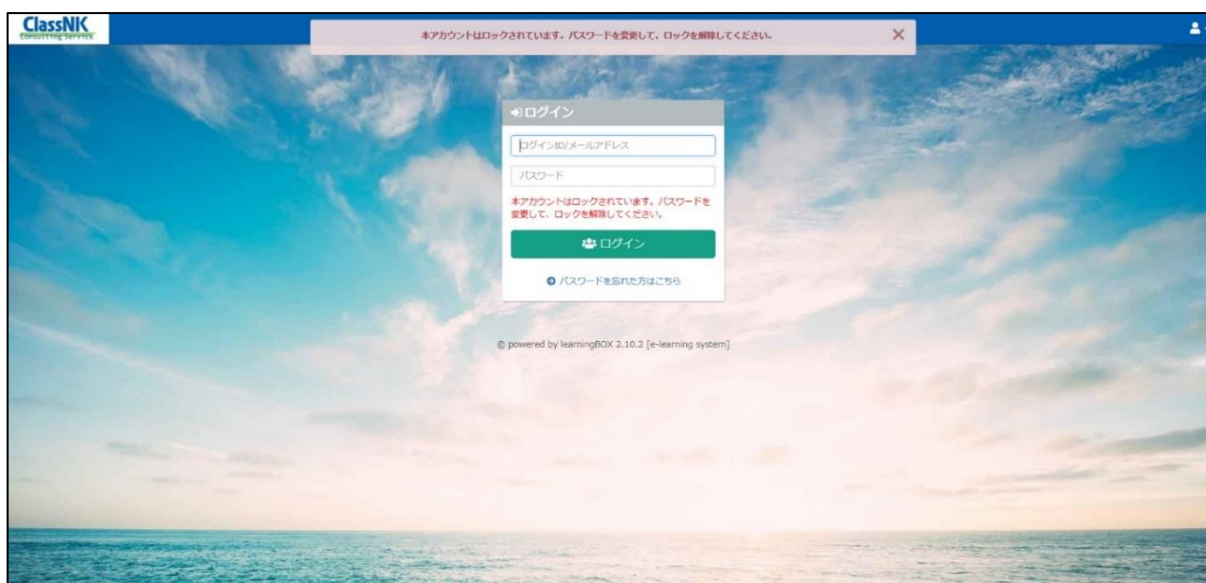 ClassNK
Consulting Service
本アカウントはロックされています。パスワードを変更して、ロックを解除してください。
ログイン
ログインID/メールアドレス
パスワード
本アカウントはロックされています。パスワードを
変更して、ロックを解除してください。
ログイン
パスワードを忘れた方はこちら
© powered by learningBOX 2.10.2 [e-learning system]